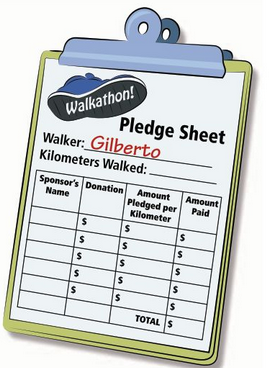 Walkathon!
Pledge Sheet
Walker: Gilberto
Kilometers Walked:
Sponsor's Name Donation Amount Pledged per Kilometer Amount Paid
$ $ $
$ $ $
$ $ $
$ $ $
$ $ $
TOTAL $